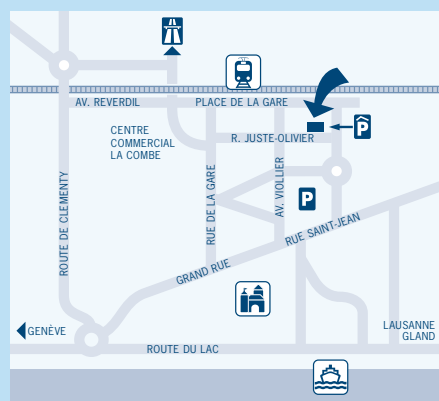 AV. REVERDIL
PLACE DE LA GARE
CENTRE
COMMERCIAL
LA COMBE
R. JUSTE-OLIVIER
P
ROUTE DE CLEMENTY
RUE DE LA GARE
AV. VIOLLIER
P
RUE SAINT-JEAN
GRAND RUE
GENÈVE
LAUSANNE
GLAND
ROUTE DU LAC